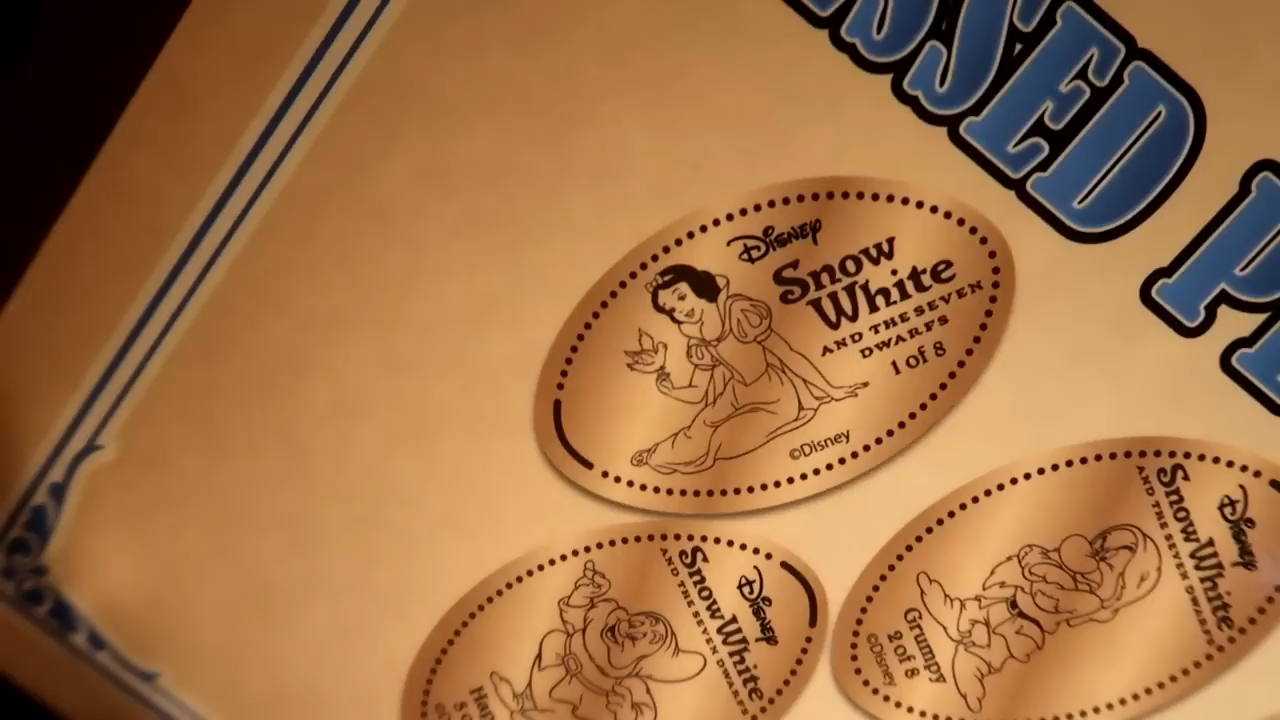 Disney
Snow
White
AND THE SEVEN
DWARFS
1 of 8
©Disney
Disney
Snow White
AND THE SEVEN DWARFS
Disney
Snow White
AND THE SEVEN DWARFS
Grumpy
2 of 8
©Disney